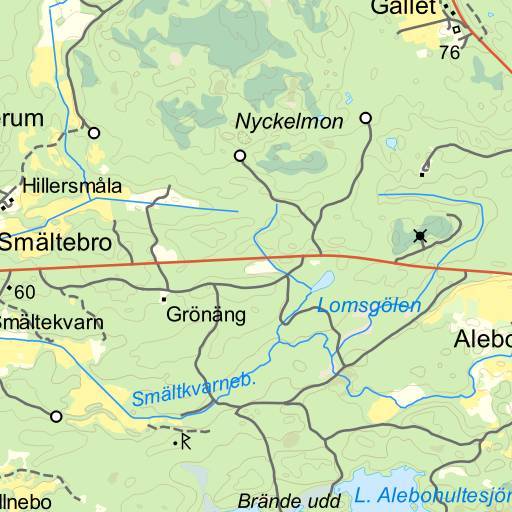 Gallet
76
erum
Nyckelmon
Hillersmåla
Smältebro
60
Lomsgölen
Grönäng
Smältekvarn
Smältkvarneb.
Alebo
R
llnebo
Brände udd
L. Alebohultesjön